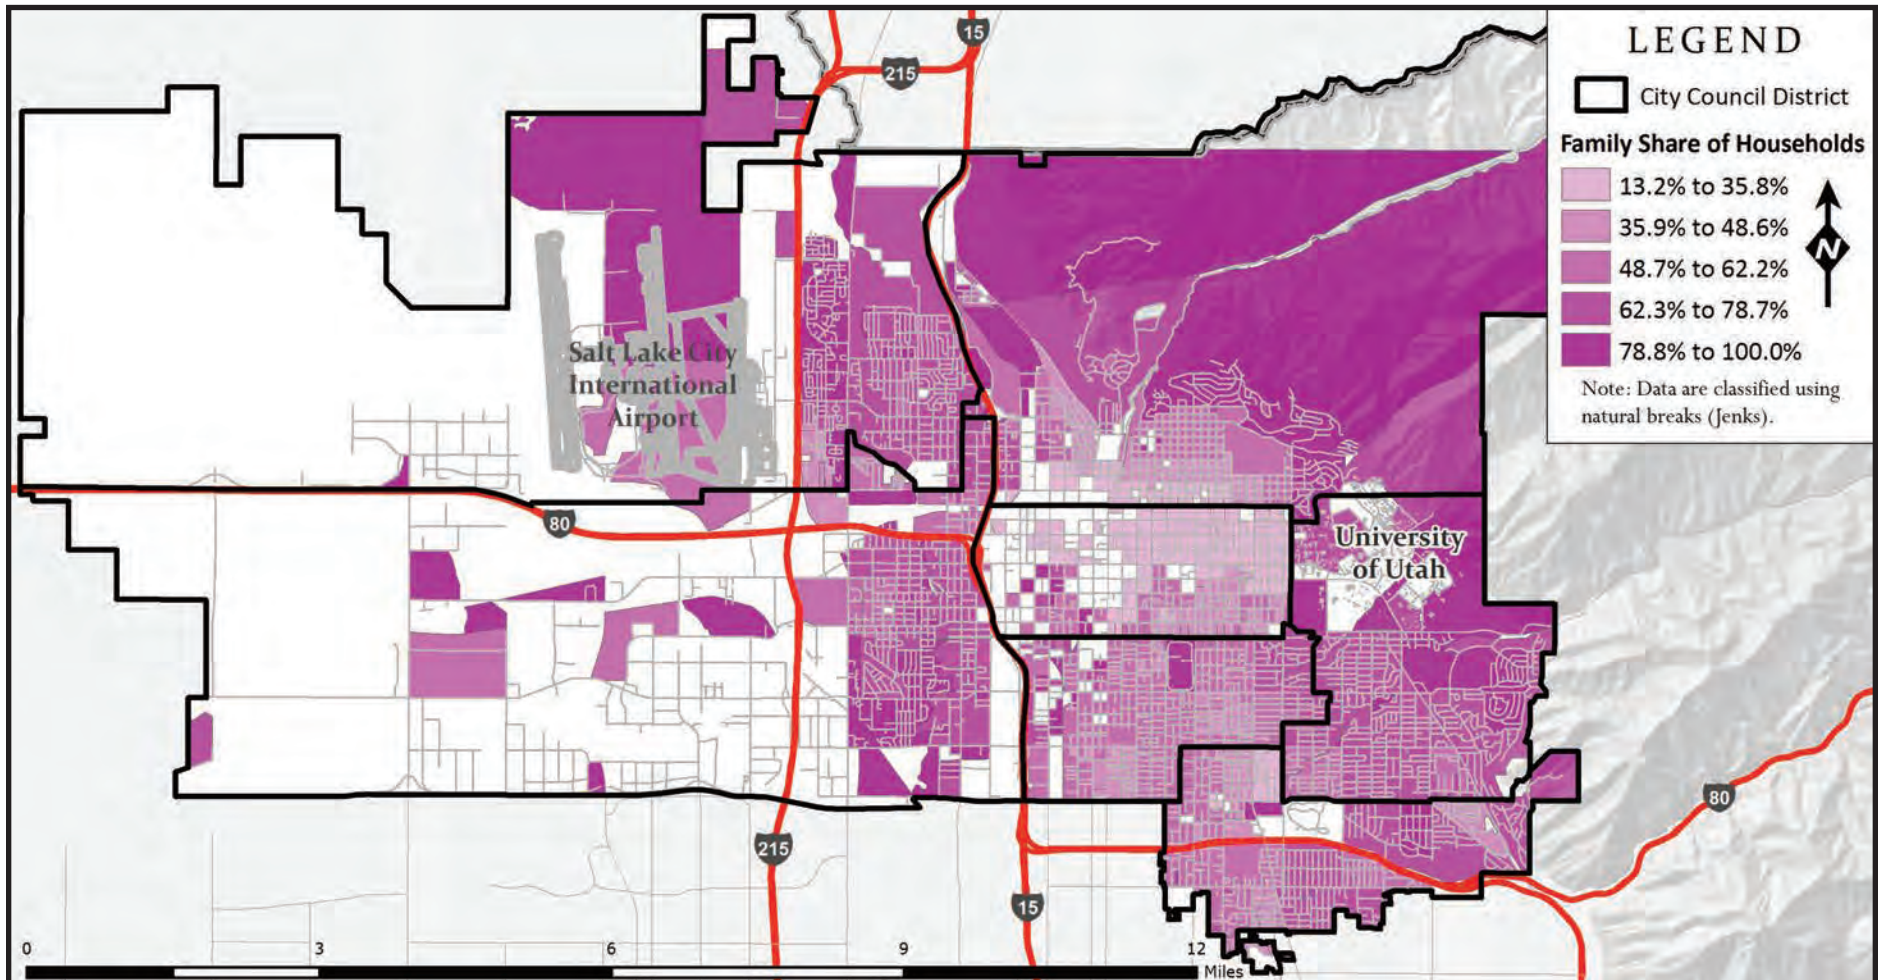 LEGEND
City Council District
Family Share of Households
13.2% to 35.8%
35.9% to 48.6%
48.7% to 62.2%
62.3% to 78.7%
78.8% to 100.0%
Note: Data are classified using
natural breaks (Jenks).
N
15
215
Salt Lake City
International
Airport
80
University
of Utah
80
215
15
0 3 6 9 12
Miles